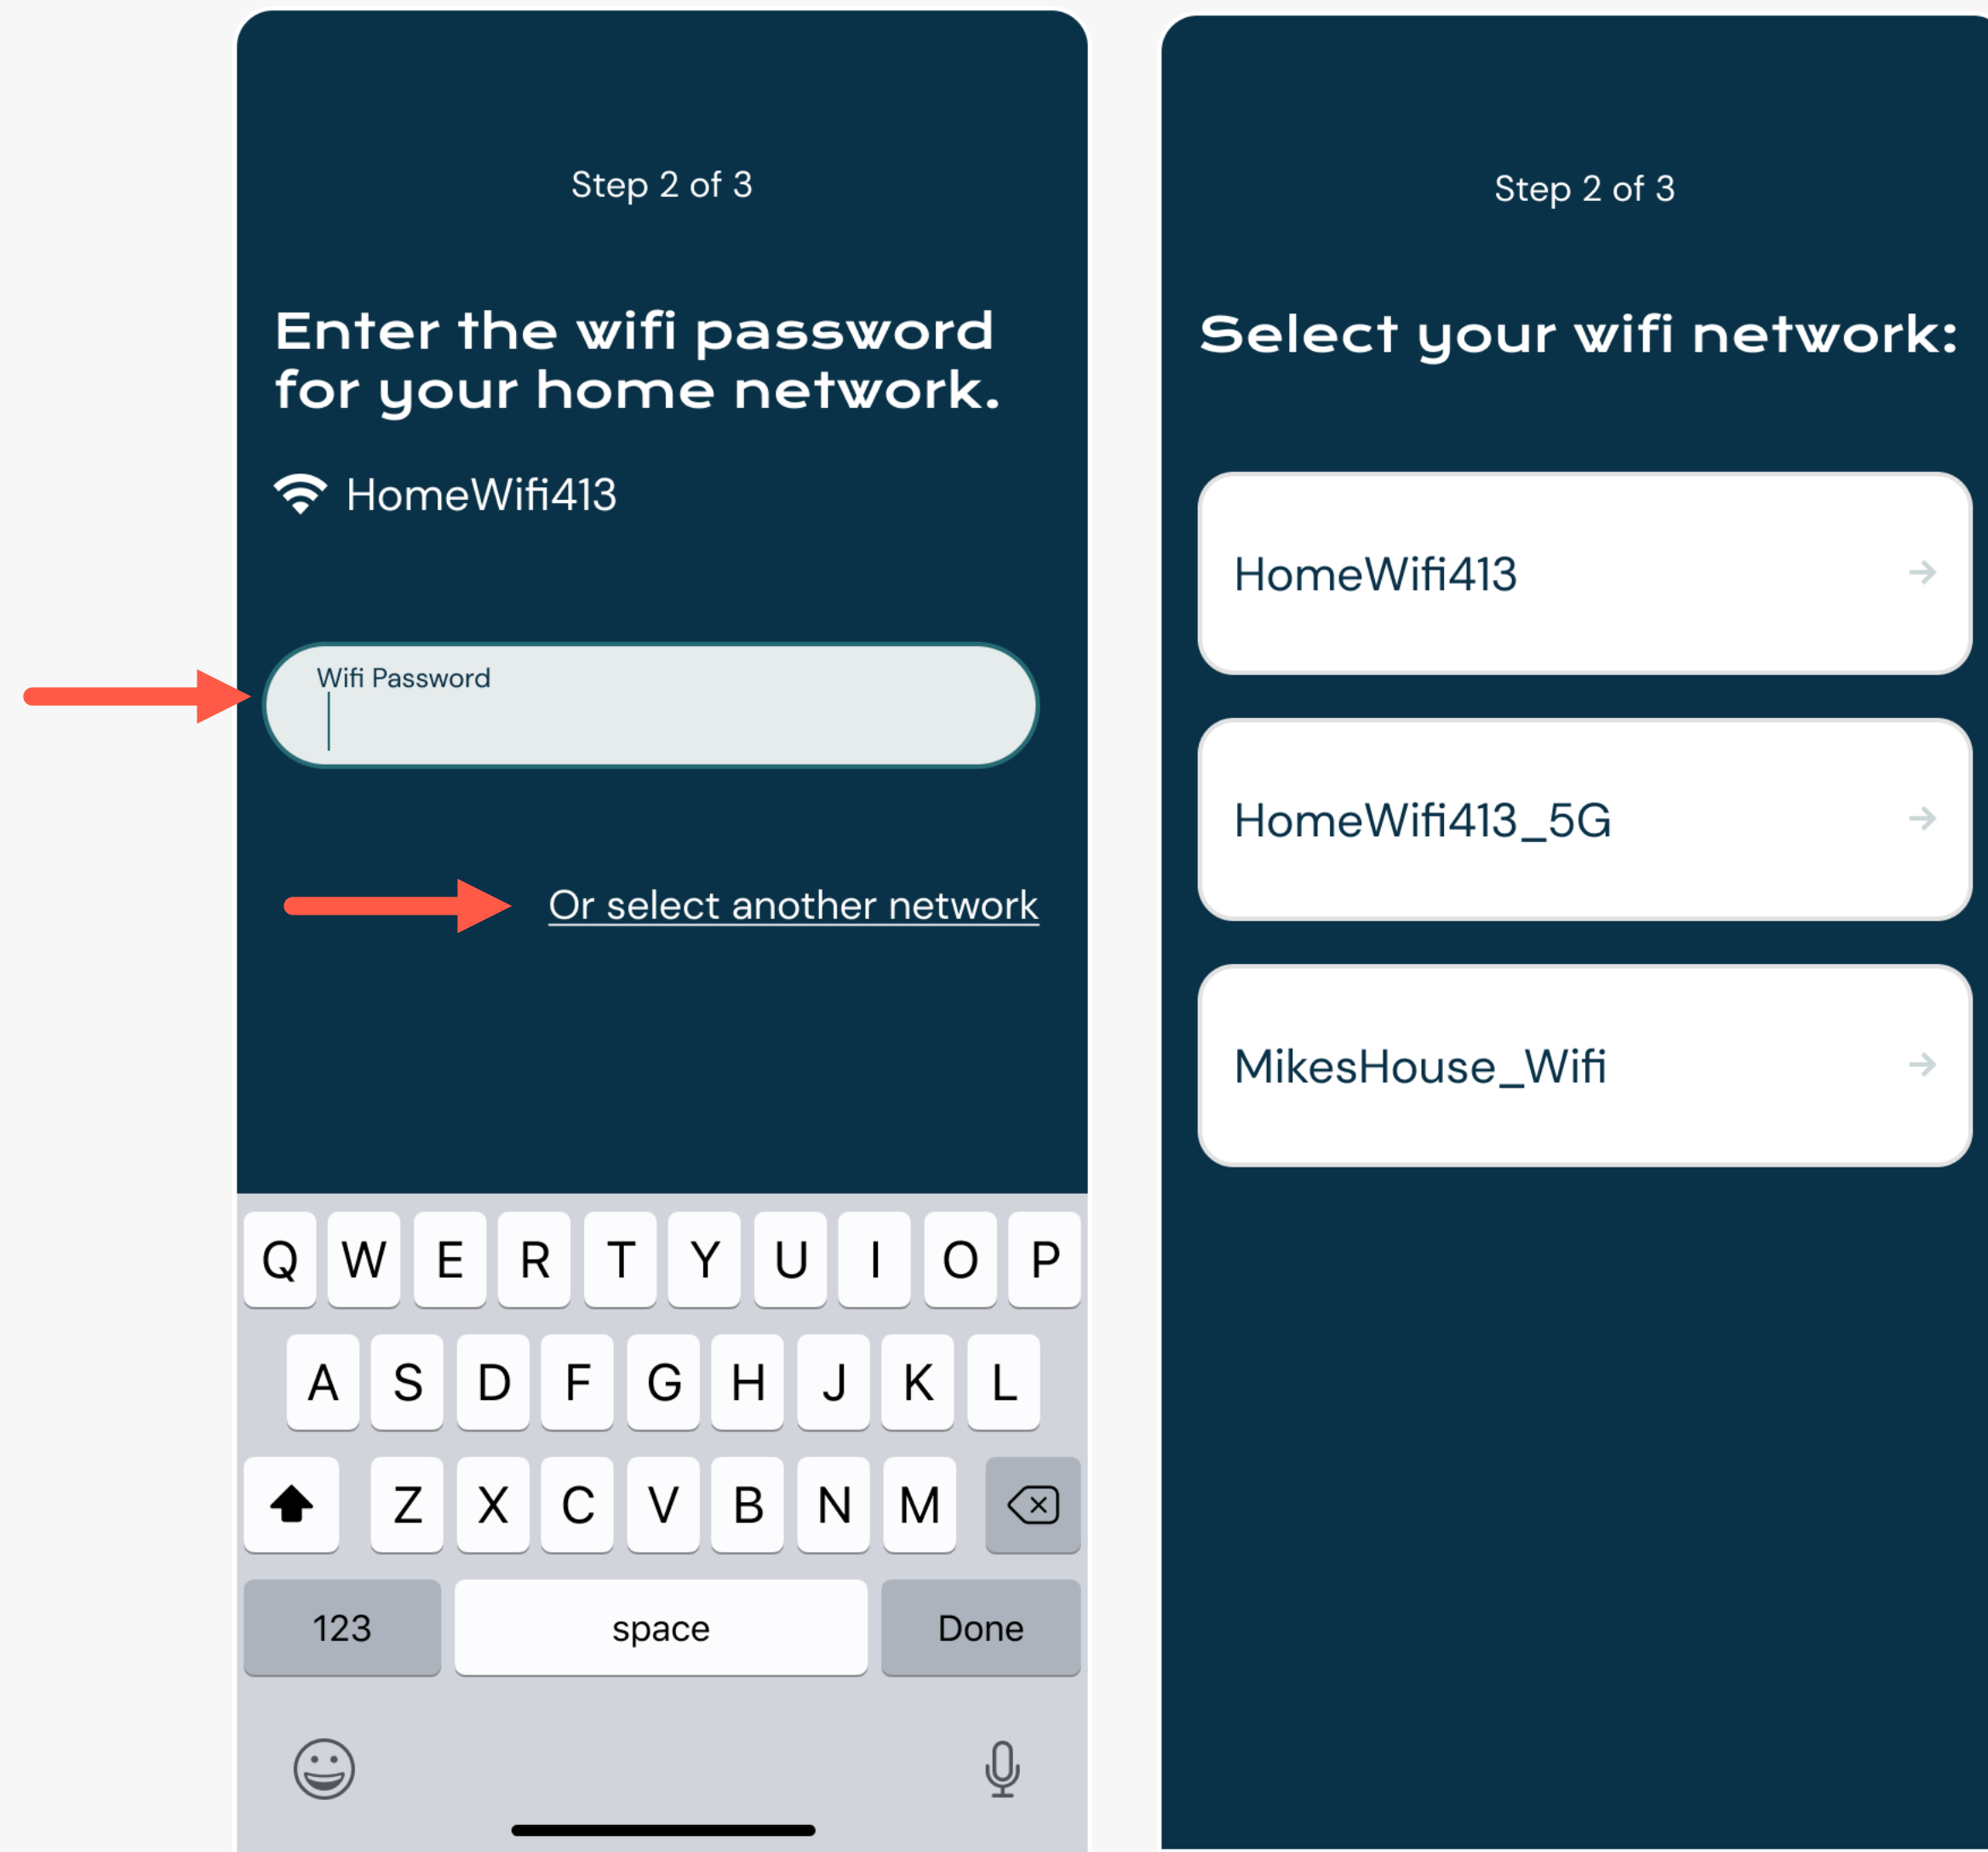 Step 2 of 3
Enter the wifi password
for your home network.
HomeWifi413
Wifi Password
Or select another network
Q W E R T Y U I O P
A S D F G H J K L
Z X C V B N M
123 space Done
Step 2 of 3
Select your wifi network:
HomeWifi413
HomeWifi413_5G
MikesHouse_Wifi